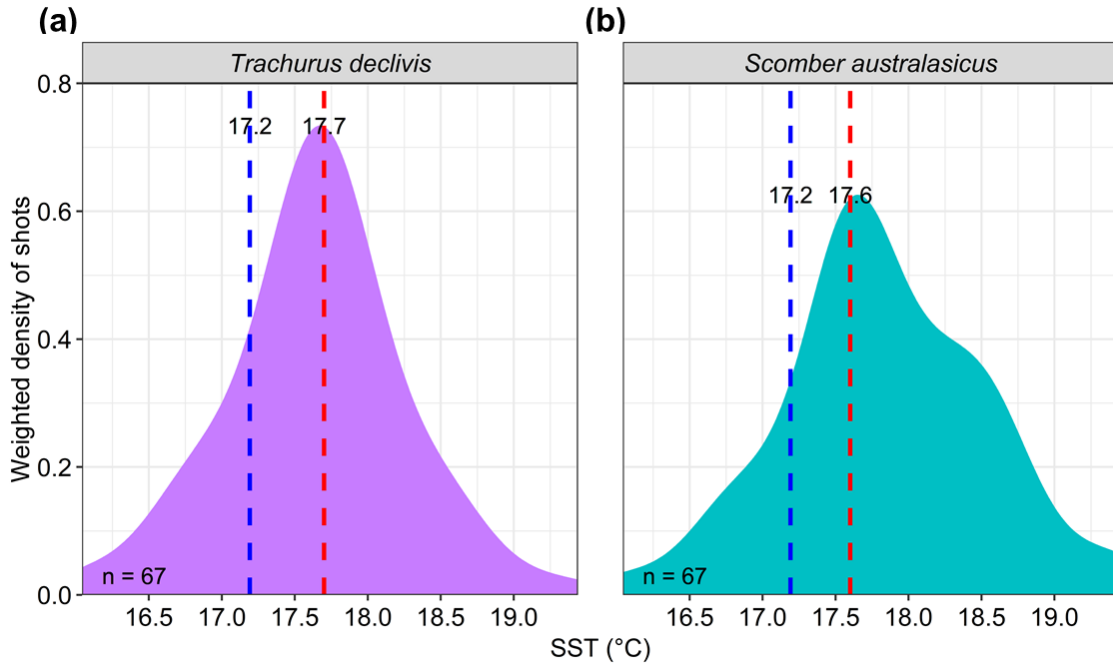 (a)
(b)
Trachurus declivis
Scomber australasicus
Weighted density of shots
0.8
0.6
0.4
0.2
0.0
17.2
17.7
17.2
17.6
n = 67
n = 67
16.5 17.0 17.5 18.0 18.5 19.0
16.5 17.0 17.5 18.0 18.5 19.0
SST (°C)